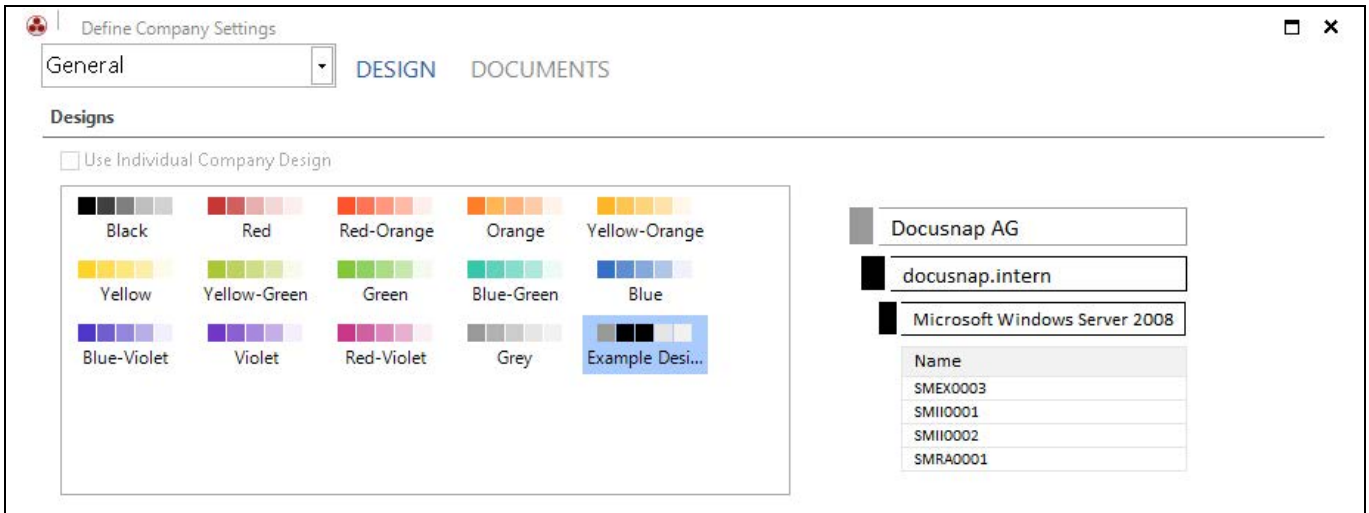 Define Company Settings
General DESIGN DOCUMENTS
Designs
Use Individual Company Design
Black Red Red-Orange Orange Yellow-Orange
Yellow Yellow-Green Green Blue-Green Blue
Blue-Violet Violet Red-Violet Grey Example Desi...
Docusnap AG
docusnap.intern
Microsoft Windows Server 2008
Name
SMEX0003
SMII0001
SMII0002
SMRA0001